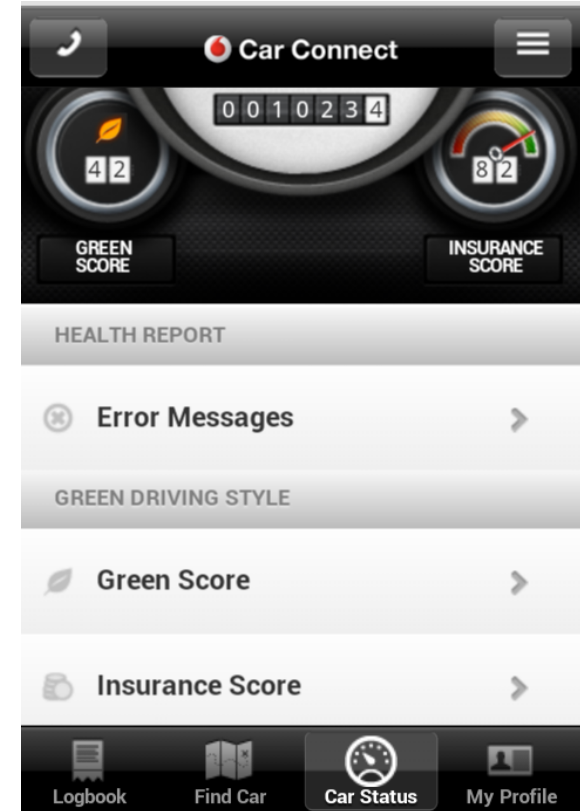 Car Connect
0010234
42
82
GREEN
SCORE
INSURANCE
SCORE
HEALTH REPORT
Error Messages
GREEN DRIVING STYLE
Green Score
Insurance Score
Logbook
Find Car
Car Status
My Profile